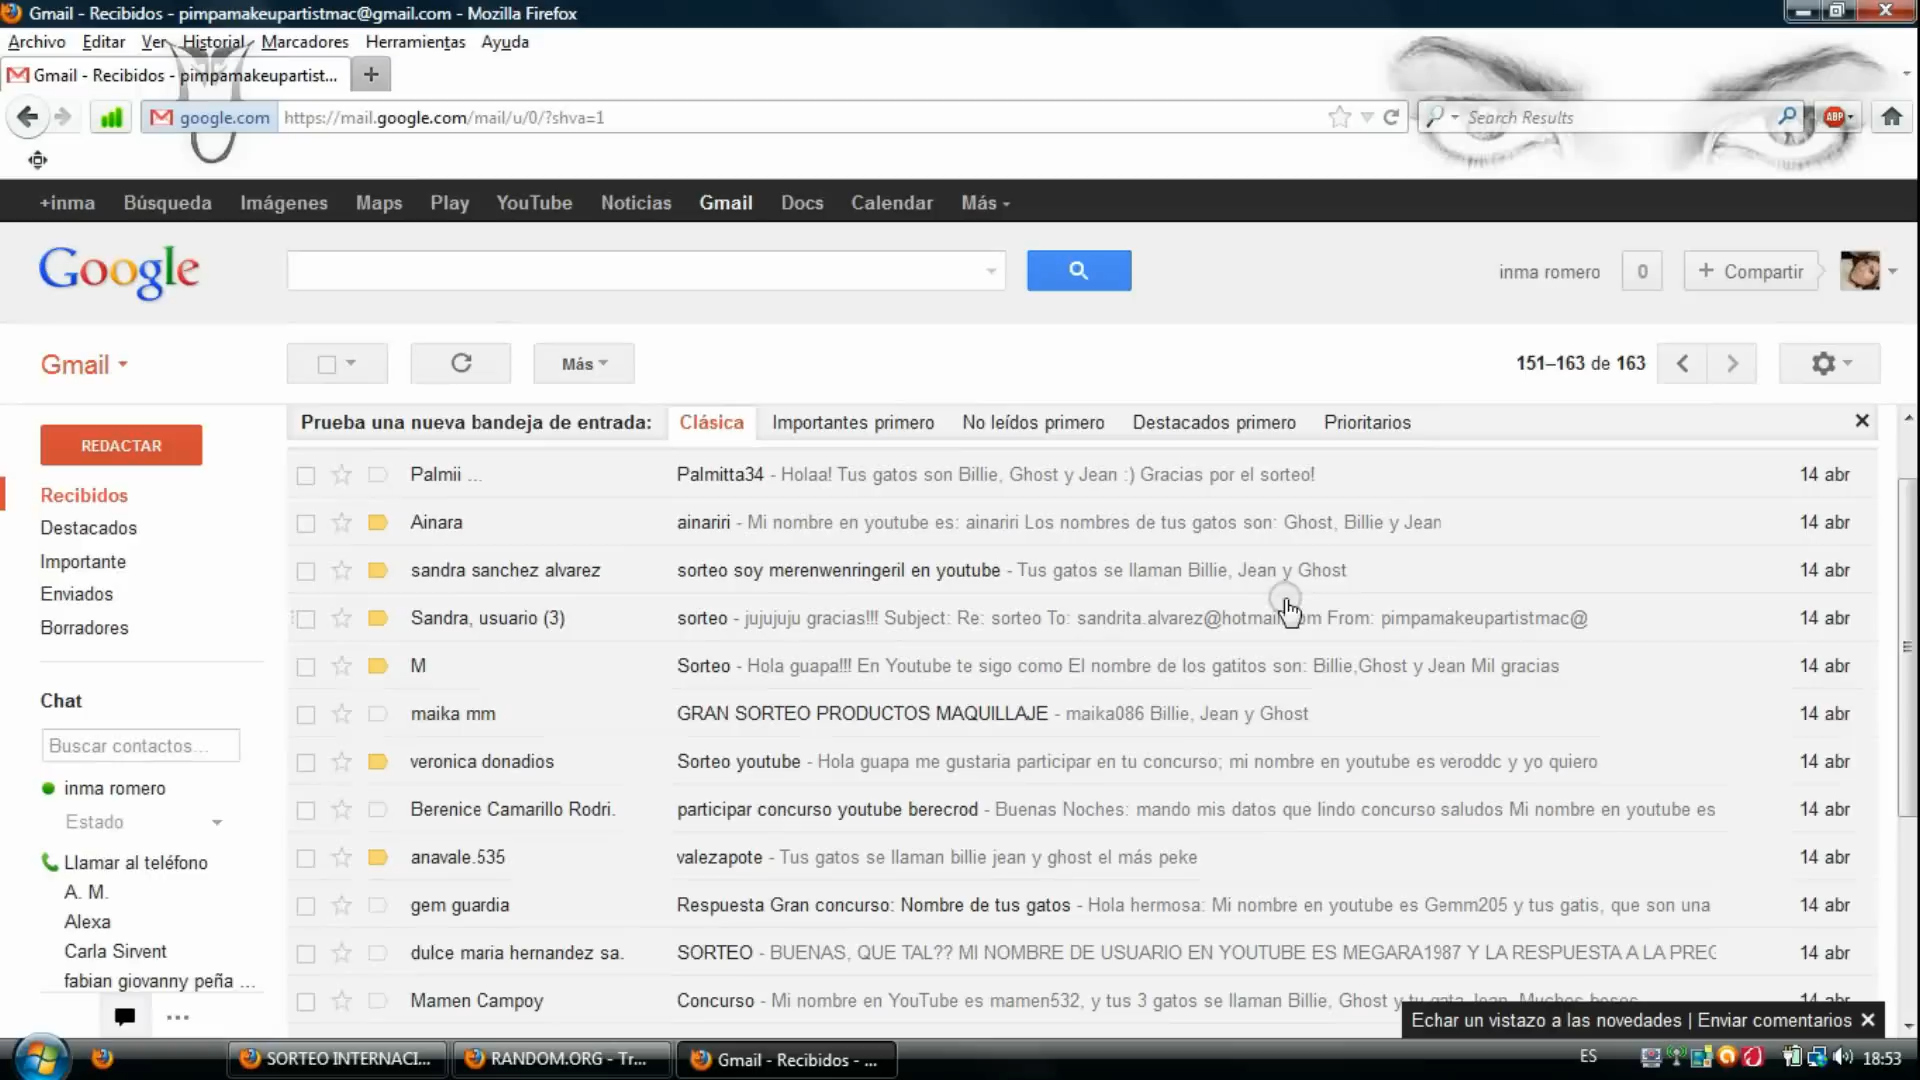 Gmail - Recibidos - pimpamakeupartistmac@gmail.com - Mozilla Firefox
Archivo Editar Ver Historial Marcadores Herramientas Ayuda
Gmail - Recibidos - pimpamakeupartist... +
google.com https://mail.google.com/mail/u/0/?shva=1 Search Results ABP
+inma Búsqueda Imágenes Maps Play YouTube Noticias Gmail Docs Calendar Más
Google inma romero 0 + Compartir
Gmail Más 151–163 de 163
Prueba una nueva bandeja de entrada: Clásica Importantes primero No leídos primero Destacados primero Prioritarios
REDACTAR
Recibidos
Destacados
Importante
Enviados
Borradores
Chat
Buscar contactos...
inma romero
Estado
Llamar al teléfono
A. M.
Alexa
Carla Sirvent
fabian giovanny peña ...
Palmii ... Palmitta34 - Holaa! Tus gatos son Billie, Ghost y Jean :) Gracias por el sorteo! 14 abr
Ainara ainariri - Mi nombre en youtube es: ainariri Los nombres de tus gatos son: Ghost, Billie y Jean 14 abr
sandra sanchez alvarez sorteo soy merenwenringeril en youtube - Tus gatos se llaman Billie, Jean y Ghost 14 abr
Sandra, usuario (3) sorteo - jujujuju gracias!!! Subject: Re: sorteo To: sandrita.alvarez@hotmail.com From: pimpamakeupartistmac@ 14 abr
M Sorteo - Hola guapa!!! En Youtube te sigo como El nombre de los gatitos son: Billie,Ghost y Jean Mil gracias 14 abr
maika mm GRAN SORTEO PRODUCTOS MAQUILLAJE - maika086 Billie, Jean y Ghost 14 abr
veronica donadios Sorteo youtube - Hola guapa me gustaria participar en tu concurso; mi nombre en youtube es veroddc y yo quiero 14 abr
Berenice Camarillo Rodri. participar concurso youtube berecrod - Buenas Noches: mando mis datos que lindo concurso saludos Mi nombre en youtube es 14 abr
anavale.535 valezapote - Tus gatos se llaman billie jean y ghost el más peke 14 abr
gem guardia Respuesta Gran concurso: Nombre de tus gatos - Hola hermosa: Mi nombre en youtube es Gemm205 y tus gatis, que son una 14 abr
dulce maria hernandez sa. SORTEO - BUENAS, QUE TAL?? MI NOMBRE DE USUARIO EN YOUTUBE ES MEGARA1987 Y LA RESPUESTA A LA PREG 14 abr
Mamen Campoy Concurso - Mi nombre en YouTube es mamen532, y tus 3 gatos se llaman Billie, Ghost y tu gata Jean. Muchos besos 14 abr
Echar un vistazo a las novedades | Enviar comentarios
SORTEO INTERNACI... RANDOM.ORG - Tr... Gmail - Recibidos - ... ES 18:53